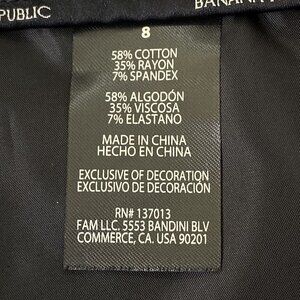 PUBLIC BANANA
8
58% COTTON
35% RAYON
7% SPANDEX
58% ALGODÓN
35% VISCOSA
7% ELASTANO
MADE IN CHINA
HECHO EN CHINA
EXCLUSIVE OF DECORATION
EXCLUSIVO DE DECORACIÓN
RN# 137013
FAM LLC. 5553 BANDINI BLV
COMMERCE, CA. USA 90201